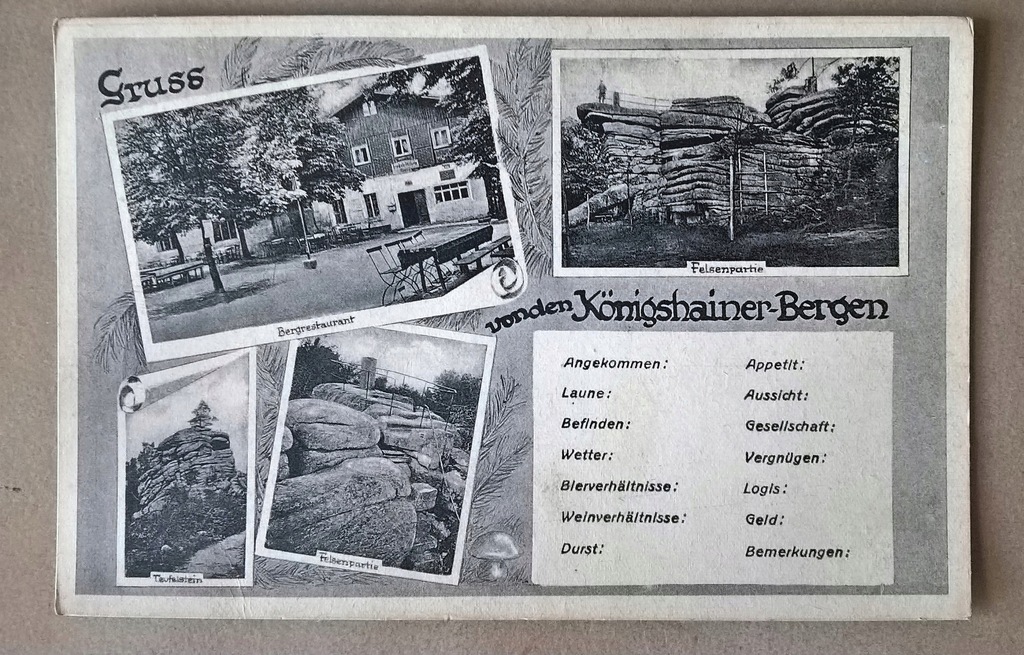 Gruss
Bergrestaurant
Felsenpartie
von den Königshainer-Bergen
Teufelstein
Felsenpartie
Angekommen:
Laune:
Befinden:
Wetter:
Bierverhältnisse:
Weinverhältnisse:
Durst:
Appetit:
Aussicht:
Gesellschaft:
Vergnügen:
Logis:
Geld:
Bemerkungen: